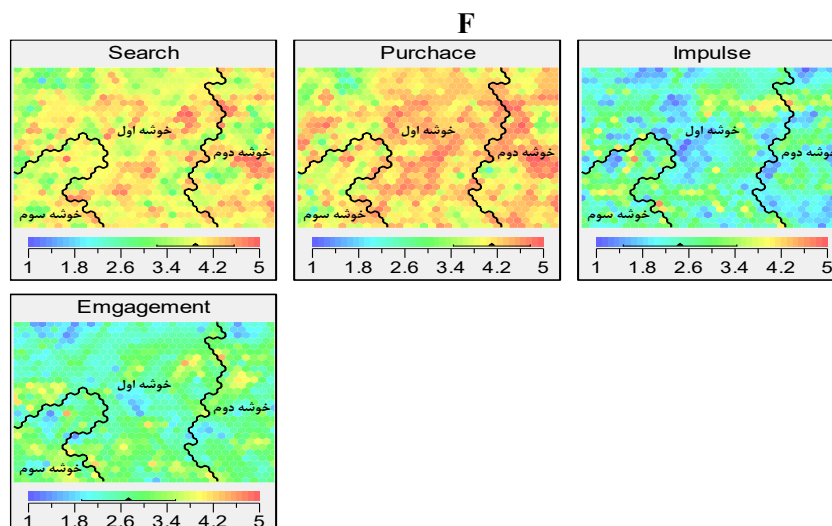 F
Search
Purchace
Impulse
خوشه اول
خوشه دوم
خوشه سوم
خوشه اول
خوشه دوم
خوشه سوم
خوشه اول
خوشه دوم
خوشه سوم
1 1.8 2.6 3.4 4.2 5
1 1.8 2.6 3.4 4.2 5
1 1.8 2.6 3.4 4.2 5
Emgagement
خوشه اول
خوشه دوم
خوشه سوم
1 1.8 2.6 3.4 4.2 5